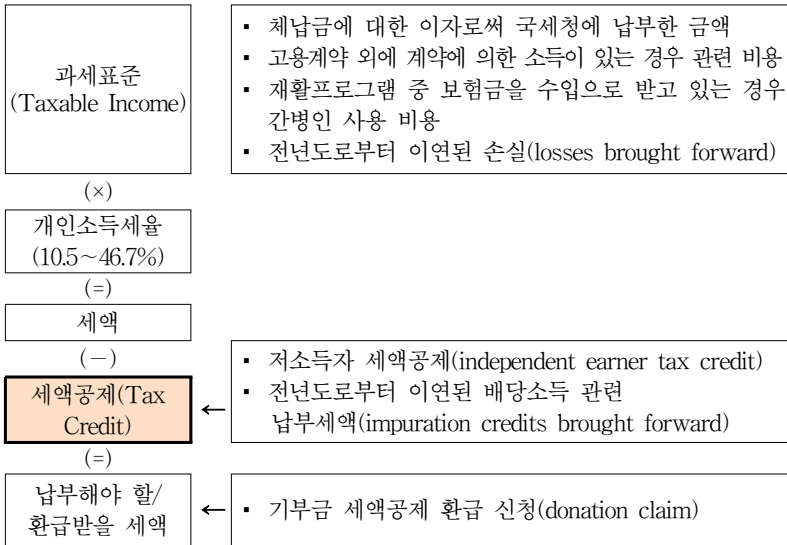 과세표준
(Taxable Income)
▪ 체납금에 대한 이자로써 국세청에 납부한 금액
▪ 고용계약 외에 계약에 의한 소득이 있는 경우 관련 비용
▪ 재활프로그램 중 보험금을 수입으로 받고 있는 경우
간병인 사용 비용
▪ 전년도로부터 이연된 손실(losses brought forward)
(×)
개인소득세율
(10.5~46.7%)
(=)
세액
(-)
세액공제(Tax
Credit)
←
▪ 저소득자 세액공제(independent earner tax credit)
▪ 전년도로부터 이연된 배당소득 관련
납부세액(impuration credits brought forward)
(=)
납부해야 할/
환급받을 세액
←
▪ 기부금 세액공제 환급 신청(donation claim)